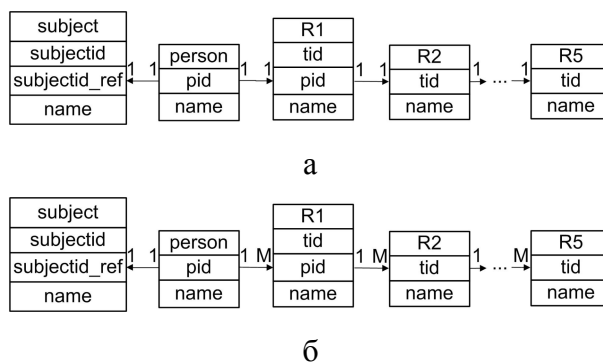 subject
subjectid
subjectid_ref
name
1 1
person
pid
name
1 1
R1
tid
pid
name
1 1
R2
tid
name
1 ... 1
R5
tid
name
а
subject
subjectid
subjectid_ref
name
1 1
person
pid
name
1 M
R1
tid
pid
name
1 M
R2
tid
name
1 ... M
R5
tid
name
б